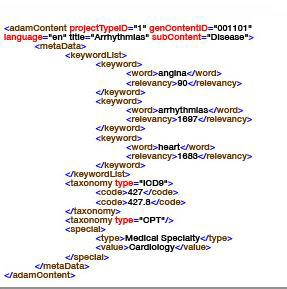 <adamContent projectTypeID="1" genContentID="001101"
language="en" title="Arrhythmias" subContent="Disease">
<metaData>
<keywordList>
<keyword>
<word>angina</word>
<relevancy>90</relevancy>
</keyword>
<keyword>
<word>arrhythmias</word>
<relevancy>1697</relevancy>
</keyword>
<keyword>
<word>heart</word>
<relevancy>1683</relevancy>
</keyword>
</keywordList>
<taxonomy type="ICD9">
<code>427</code>
<code>427.8</code>
</taxonomy>
<taxonomy type="CPT"/>
<special>
<type>Medical Specialty</type>
<value>Cardiology</value>
</special>
</metaData>
</adamContent>